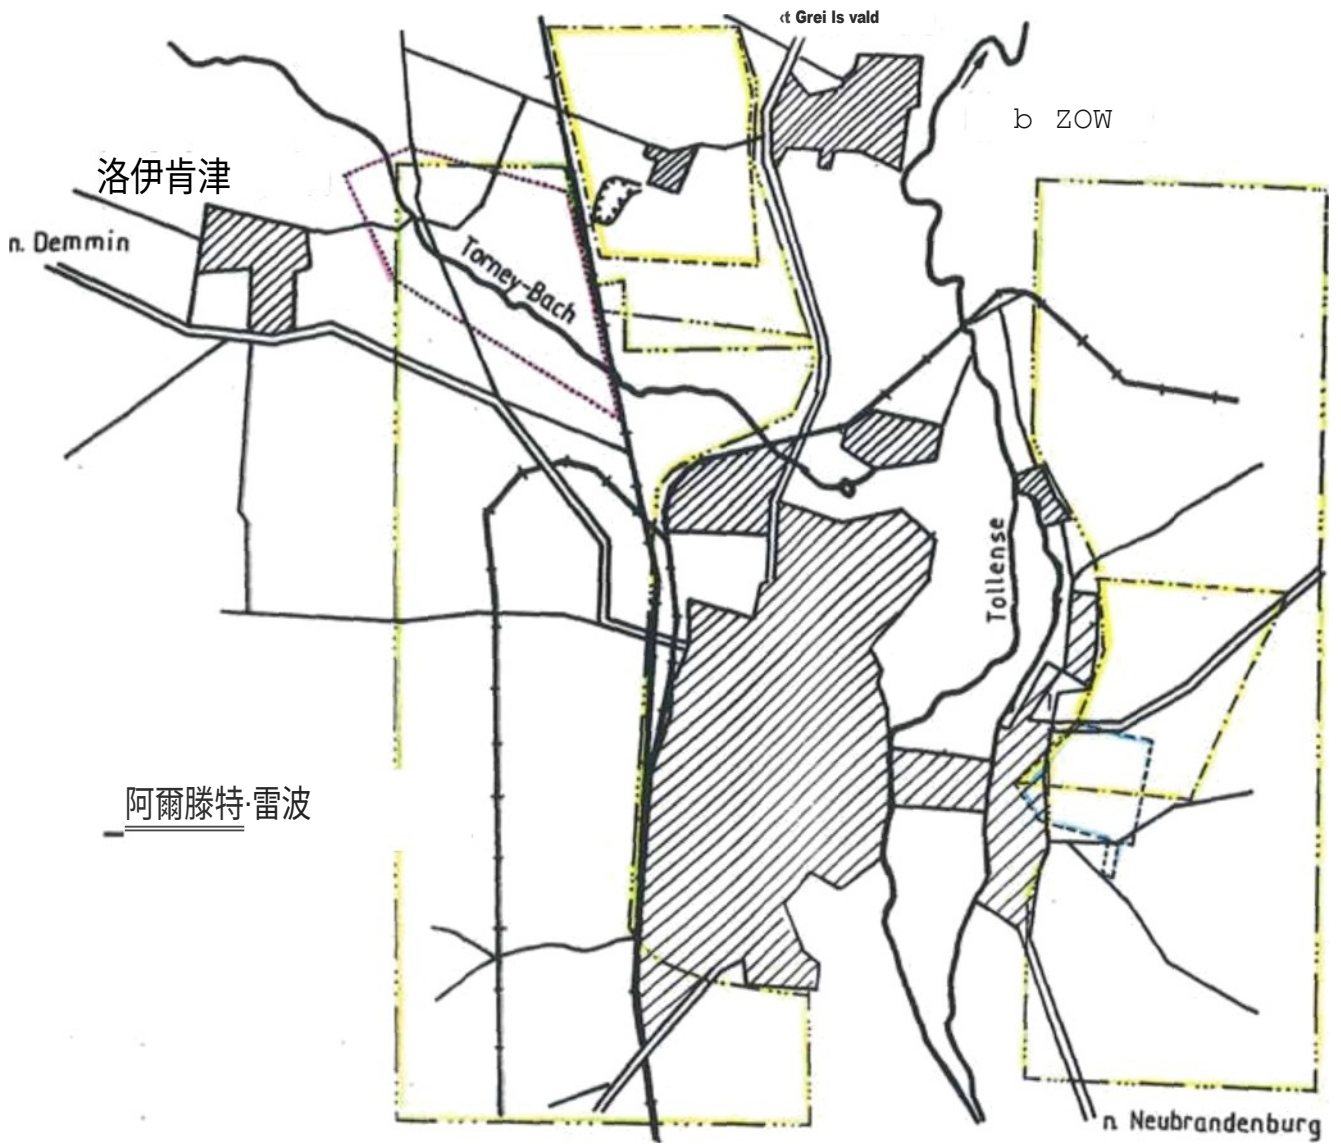 ‹t Grei ls vald
b ZOW
洛伊肯津
n. Demmin
Torney-Bach
Tollense
阿爾滕特·雷波
n Neubrandenburg